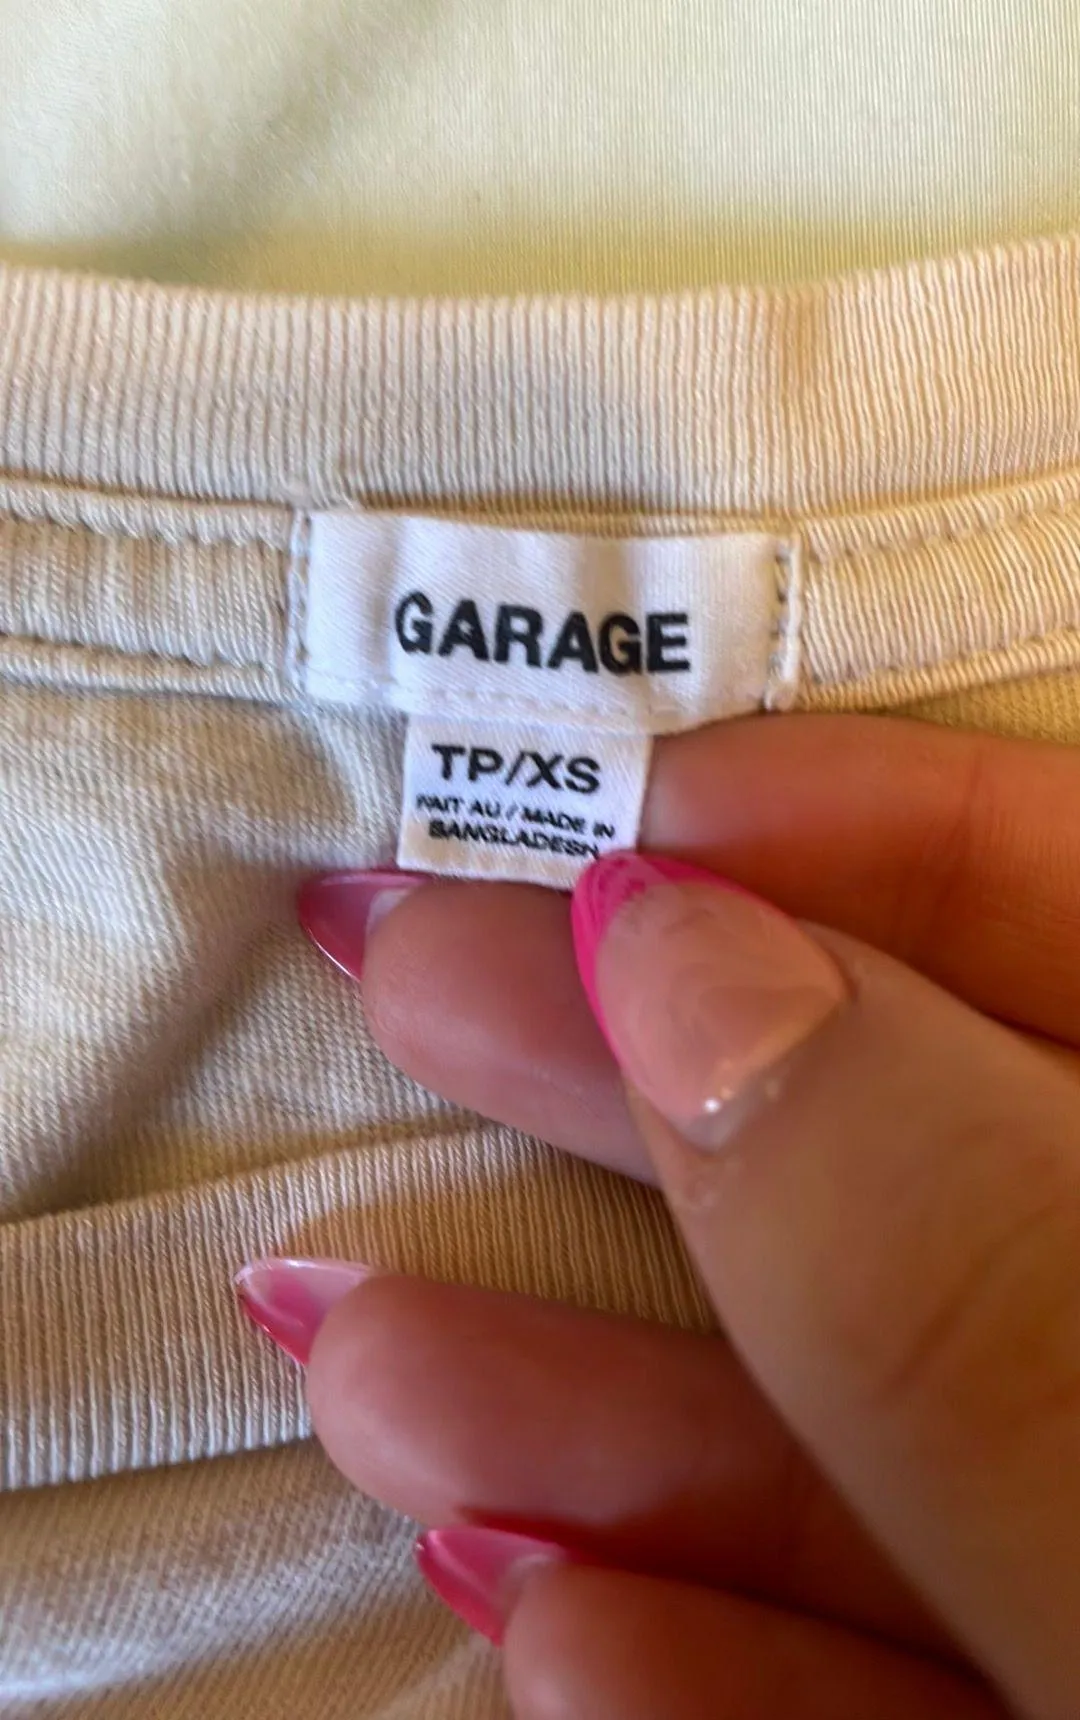 GARAGE
TP/XS
FAIT AU / MADE IN
BANGLADESH